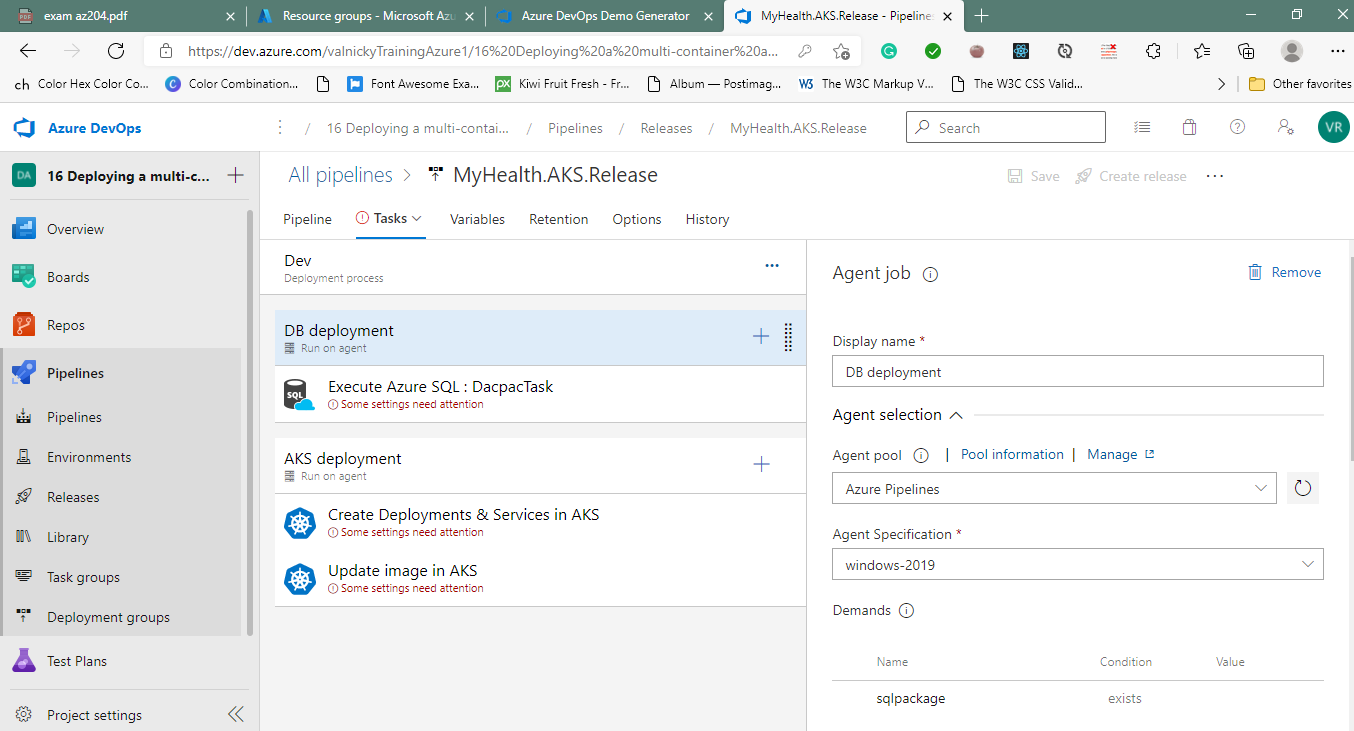 exam az204.pdf
Resource groups - Microsoft Azu
Azure DevOps Demo Generator
MyHealth.AKS.Release - Pipelines
https://dev.azure.com/valnickyTrainingAzure1/16%20Deploying%20a%20multi-container%20a...
ch Color Hex Color Co...
C Color Combination...
Font Awesome Exa...
px Kiwi Fruit Fresh - Fr...
Album — Postimag...
W3 The W3C Markup V...
The W3C CSS Valid...
Other favorites
Azure DevOps
/ 16 Deploying a multi-contai... / Pipelines / Releases / MyHealth.AKS.Release
Search
VR
DA 16 Deploying a multi-c...
Overview
Boards
Repos
Pipelines
Pipelines
Environments
Releases
Library
Task groups
Deployment groups
Test Plans
Project settings
All pipelines > MyHealth.AKS.Release
Save
Create release
...
Pipeline
Tasks
Variables
Retention
Options
History
Dev
Deployment process
DB deployment
Run on agent
SQL
Execute Azure SQL : DacpacTask
Some settings need attention
AKS deployment
Run on agent
Create Deployments & Services in AKS
Some settings need attention
Update image in AKS
Some settings need attention
Agent job
Remove
Display name *
DB deployment
Agent selection
Agent pool | Pool information | Manage
Azure Pipelines
Agent Specification *
windows-2019
Demands
Name Condition Value
sqlpackage exists